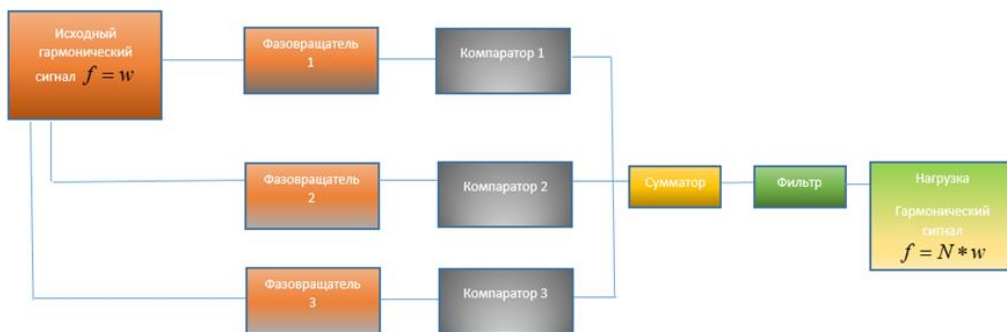 Исходный
гармонический
сигнал f = w
Фазовращатель
1
Компаратор 1
Фазовращатель
2
Компаратор 2
Сумматор
Фильтр
Нагрузка
Гармонический
сигнал
f = N * w
Фазовращатель
3
Компаратор 3